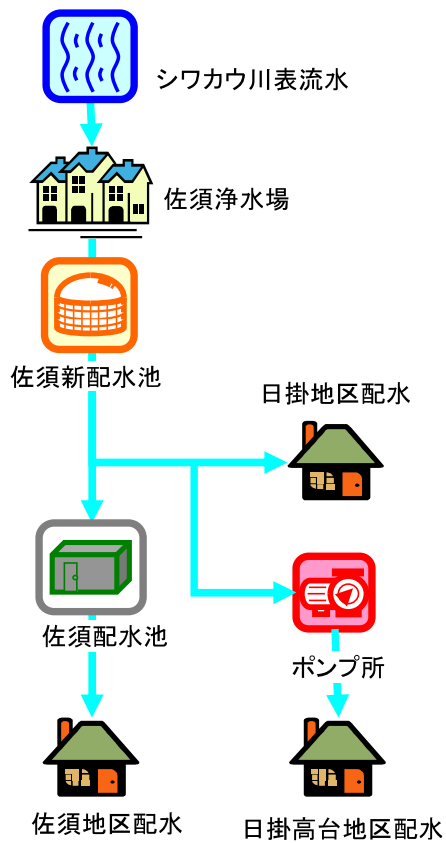 シワカウ川表流水
佐須浄水場
佐須新配水池
日掛地区配水
佐須配水池
ポンプ所
佐須地区配水
日掛高台地区配水